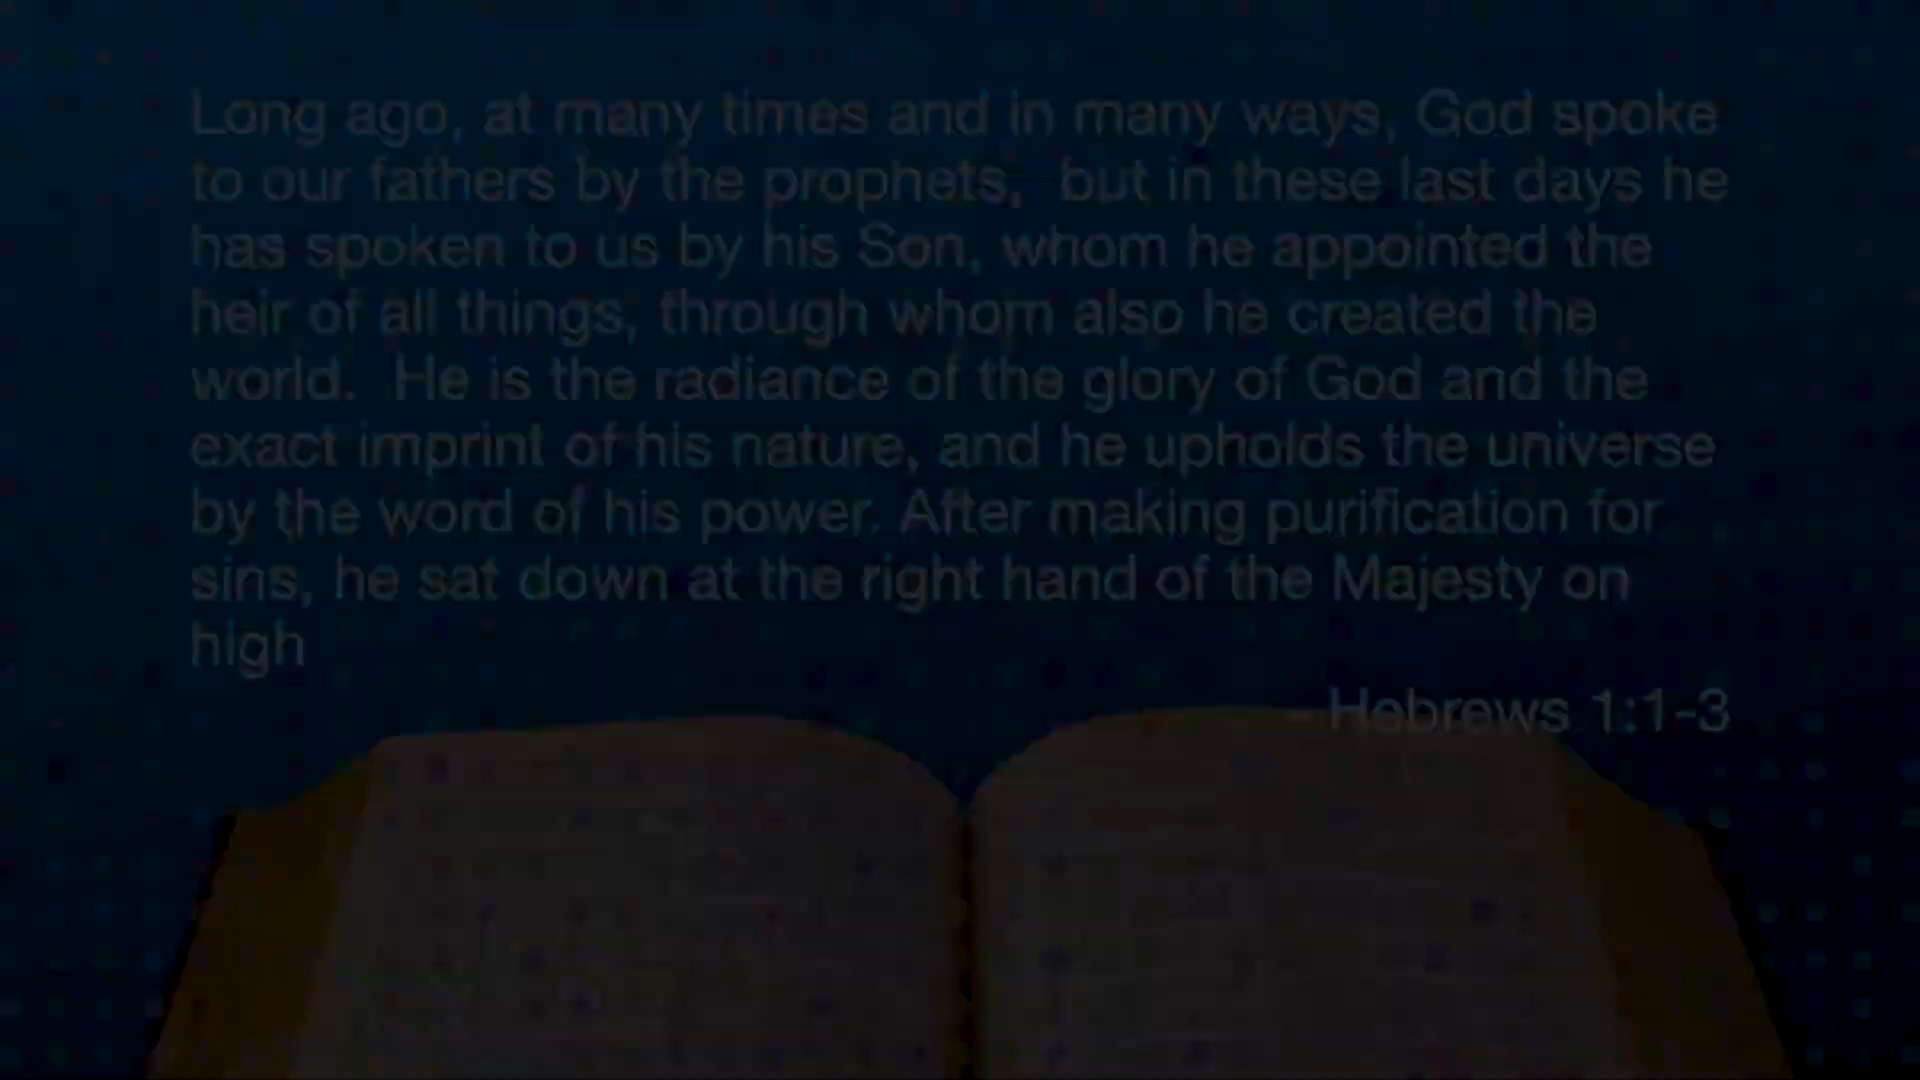 Long ago, at many times and in many ways, God spoke
to our fathers by the prophets,  but in these last days he
has spoken to us by his Son, whom he appointed the
heir of all things, through whom also he created the
world.  He is the radiance of the glory of God and the
exact imprint of his nature, and he upholds the universe
by the word of his power. After making purification for
sins, he sat down at the right hand of the Majesty on
high
Hebrews 1:1-3